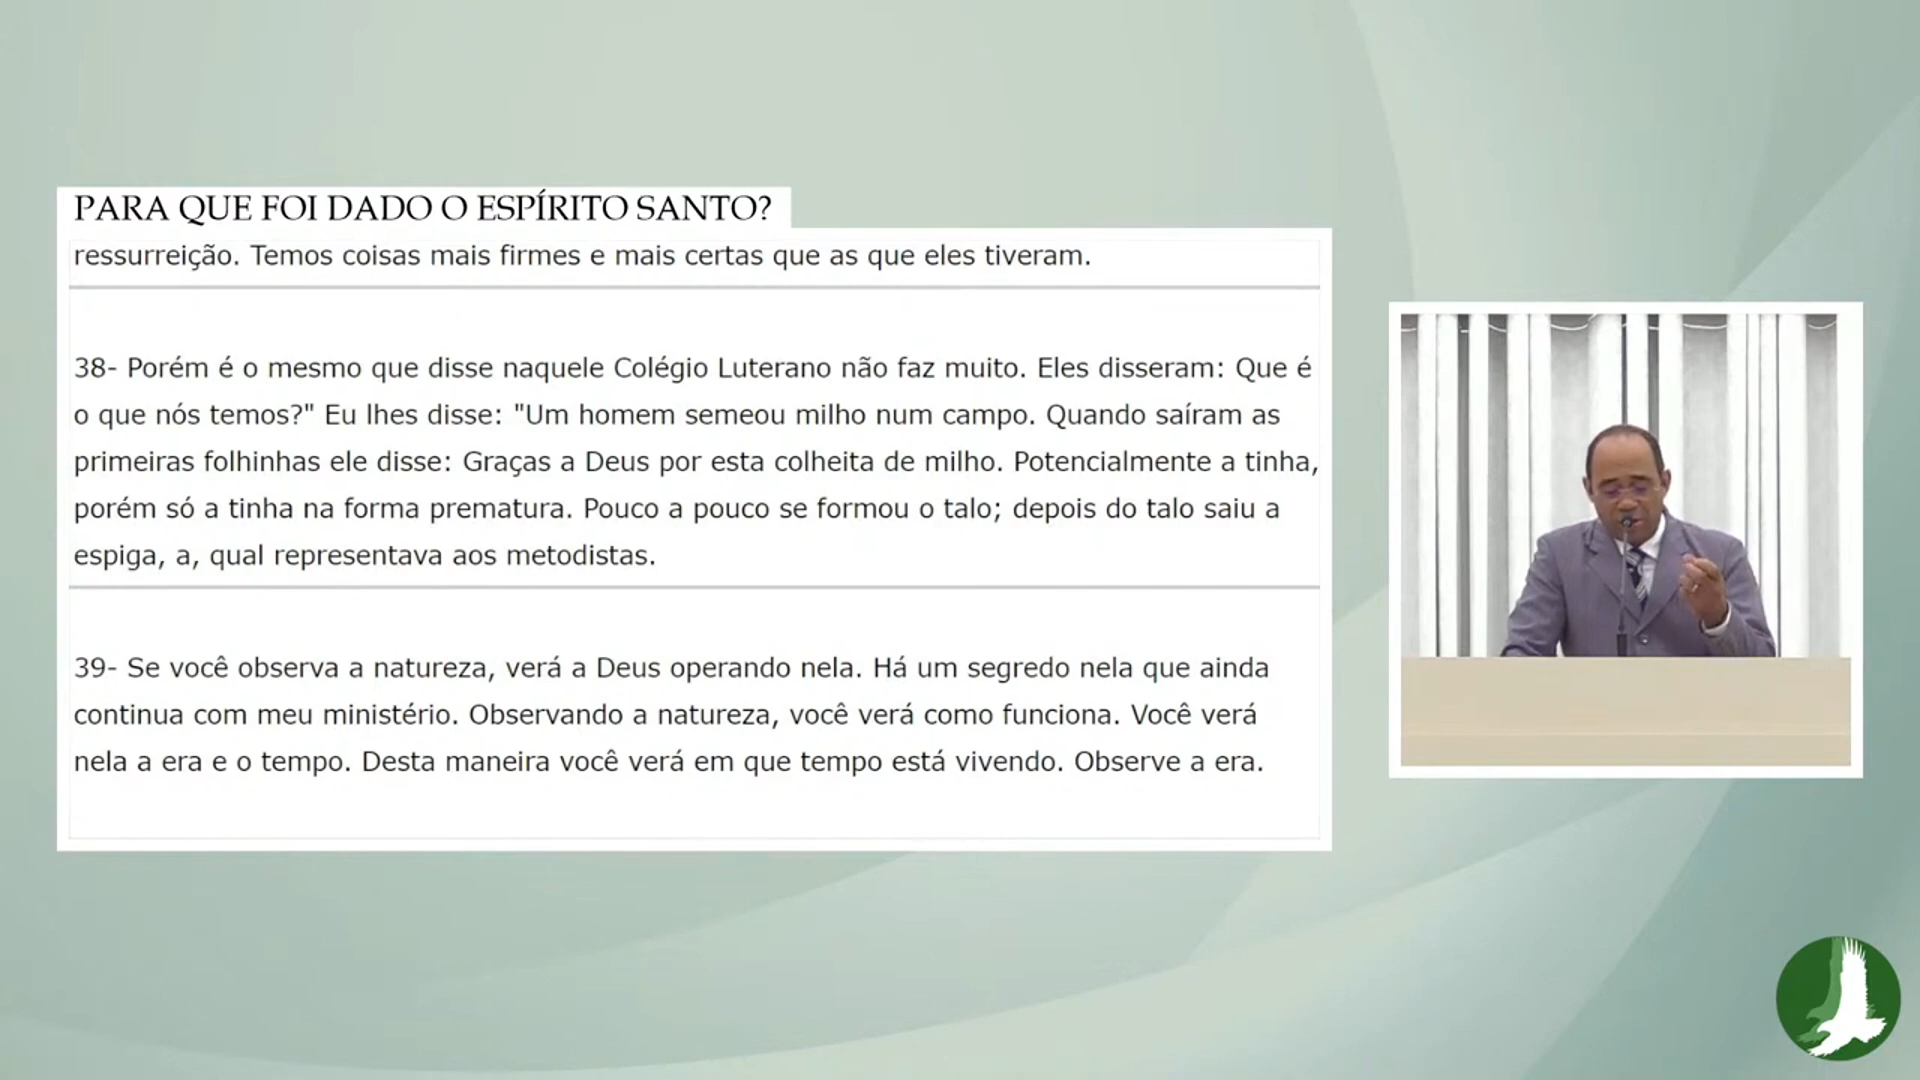 PARA QUE FOI DADO O ESPÍRITO SANTO?
ressurreição. Temos coisas mais firmes e mais certas que as que eles tiveram.
38- Porém é o mesmo que disse naquele Colégio Luterano não faz muito. Eles disseram: Que é
o que nós temos?" Eu lhes disse: "Um homem semeou milho num campo. Quando saíram as
primeiras folhinhas ele disse: Graças a Deus por esta colheita de milho. Potencialmente a tinha,
porém só a tinha na forma prematura. Pouco a pouco se formou o talo; depois do talo saiu a
espiga, a, qual representava aos metodistas.
39- Se você observa a natureza, verá a Deus operando nela. Há um segredo nela que ainda
continua com meu ministério. Observando a natureza, você verá como funciona. Você verá
nela a era e o tempo. Desta maneira você verá em que tempo está vivendo. Observe a era.